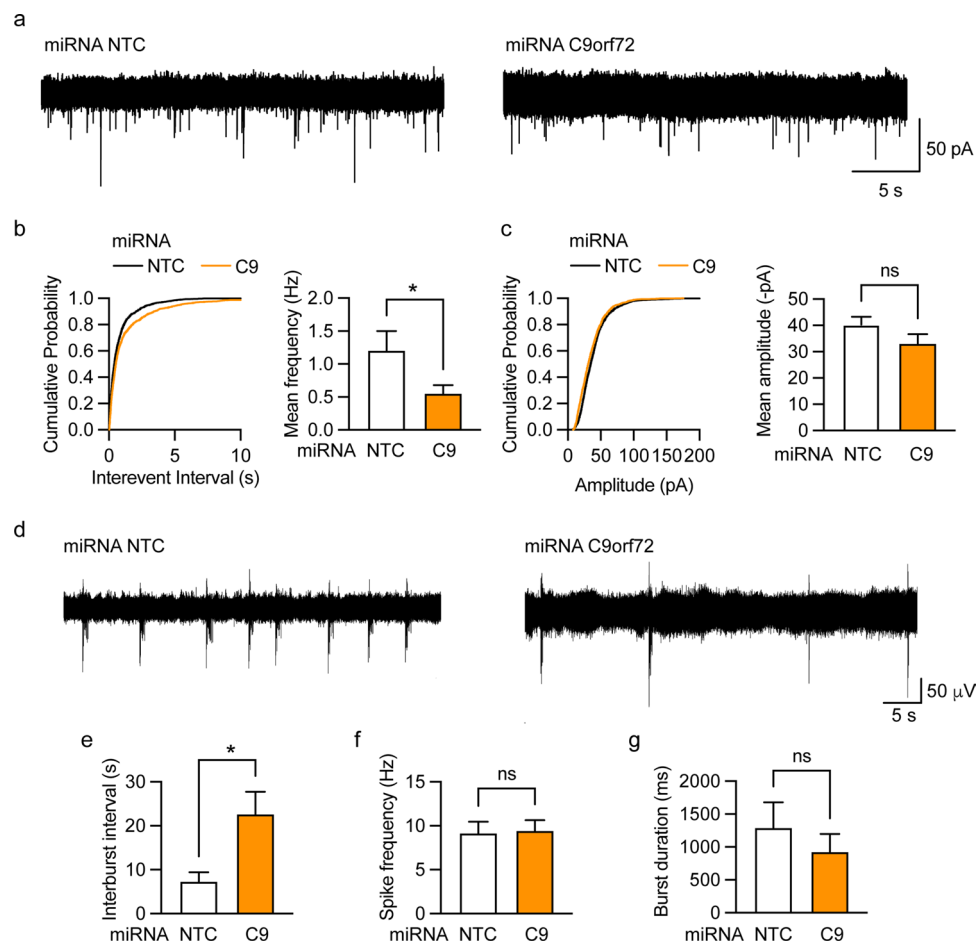 a
miRNA NTC
miRNA C9orf72
50 pA
5 s
b
miRNA
NTC C9
Cumulative Probability
1.0
0.8
0.6
0.4
0.2
0.0
0 5 10
Interevent Interval (s)
Mean frequency (Hz)
2.0
1.5
1.0
0.5
0.0
*
miRNA NTC C9
c
miRNA
NTC C9
Cumulative Probability
1.0
0.8
0.6
0.4
0.2
0.0
0 50 100 150 200
Amplitude (pA)
Mean amplitude (-pA)
50
40
30
20
10
0
ns
miRNA NTC C9
d
miRNA NTC
miRNA C9orf72
50 μV
5 s
e
Interburst interval (s)
30
20
10
0
*
miRNA NTC C9
f
Spike frequency (Hz)
15
10
5
0
ns
miRNA NTC C9
g
Burst duration (ms)
2000
1500
1000
500
0
ns
miRNA NTC C9